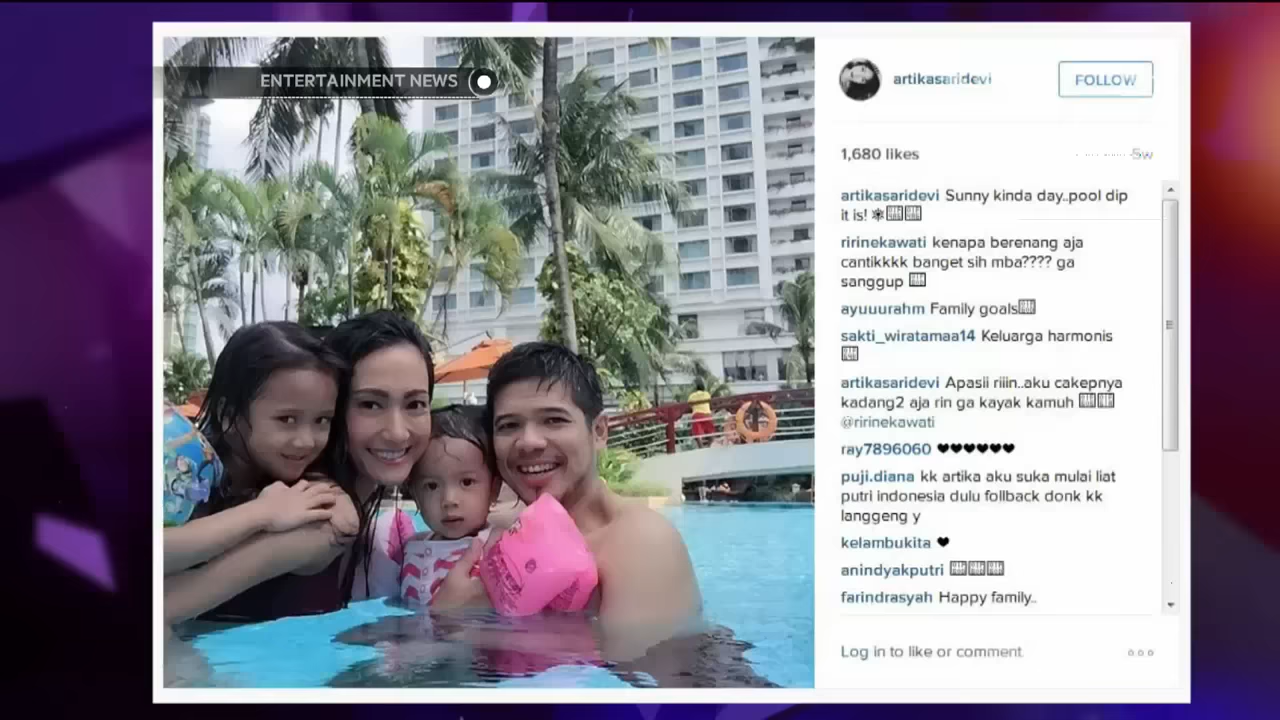 ENTERTAINMENT NEWS
artikasaridevi
FOLLOW
1,680 likes
5w
artikasaridevi Sunny kinda day..pool dip
it is!
ririnekawati kenapa berenang aja
cantikkkk banget sih mba???? ga
sanggup
ayuuurahm Family goals
sakti_wiratamaa14 Keluarga harmonis
artikasaridevi Apasii riiin..aku cakepnya
kadang2 aja rin ga kayak kamuh
@ririnekawati
ray7896060 ♥♥♥♥♥♥
puji.diana kk artika aku suka mulai liat
putri indonesia dulu follback donk kk
langgeng y
kelambukita ♥
anindyakputri
farindrasyah Happy family..
Log in to like or comment